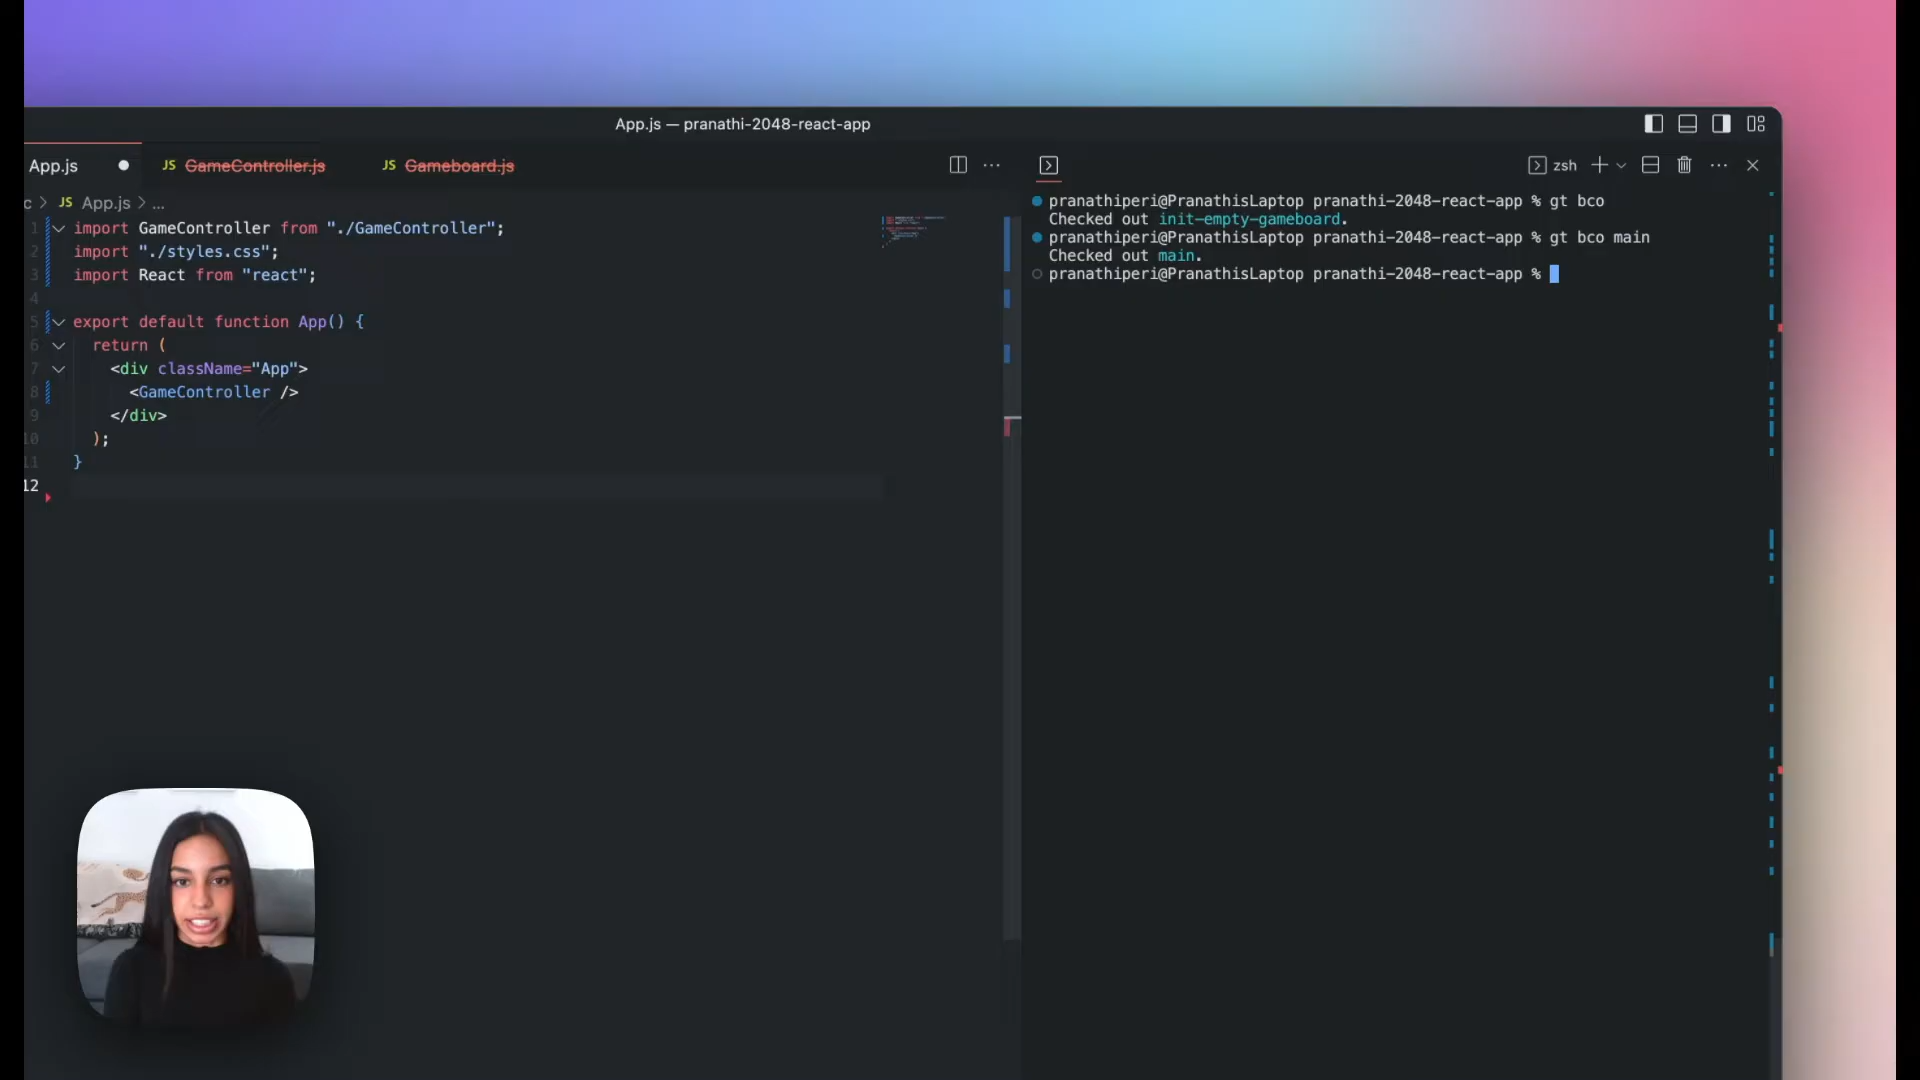 App.js — pranathi-2048-react-app
App.js
JS GameController.js
JS Gameboard.js
zsh
c > JS App.js > ...
1 import GameController from "./GameController";
2 import "./styles.css";
3 import React from "react";
4
5 export default function App() {
6 return (
7 <div className="App">
8 <GameController />
9 </div>
10 );
11 }
12
pranathiperi@PranathisLaptop pranathi-2048-react-app % gt bco
Checked out init-empty-gameboard.
pranathiperi@PranathisLaptop pranathi-2048-react-app % gt bco main
Checked out main.
pranathiperi@PranathisLaptop pranathi-2048-react-app %